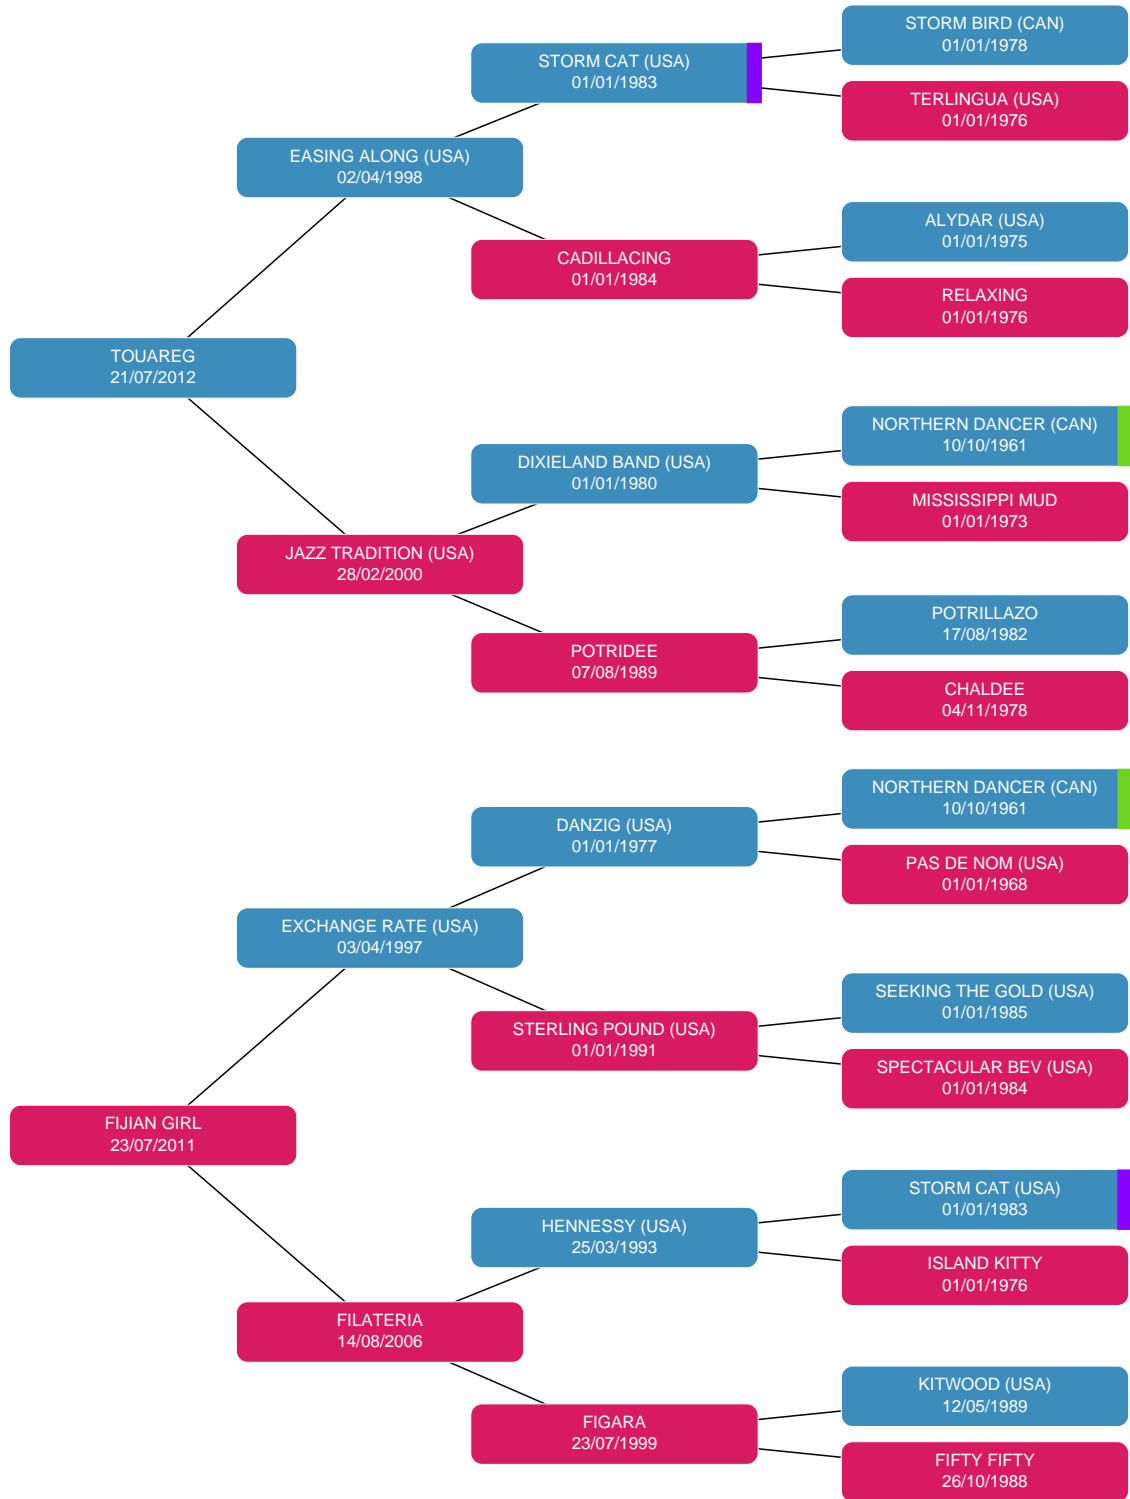 STORM BIRD (CAN)
01/01/1978
STORM CAT (USA)
01/01/1983
TERLINGUA (USA)
01/01/1976
EASING ALONG (USA)
02/04/1998
ALYDAR (USA)
01/01/1975
CADILLACING
01/01/1984
RELAXING
01/01/1976
TOUAREG
21/07/2012
NORTHERN DANCER (CAN)
10/10/1961
DIXIELAND BAND (USA)
01/01/1980
MISSISSIPPI MUD
01/01/1973
JAZZ TRADITION (USA)
28/02/2000
POTRILLAZO
17/08/1982
POTRIDEE
07/08/1989
CHALDEE
04/11/1978
NORTHERN DANCER (CAN)
10/10/1961
DANZIG (USA)
01/01/1977
PAS DE NOM (USA)
01/01/1968
EXCHANGE RATE (USA)
03/04/1997
SEEKING THE GOLD (USA)
01/01/1985
STERLING POUND (USA)
01/01/1991
SPECTACULAR BEV (USA)
01/01/1984
FIJIAN GIRL
23/07/2011
STORM CAT (USA)
01/01/1983
HENNESSY (USA)
25/03/1993
ISLAND KITTY
01/01/1976
FILATERIA
14/08/2006
KITWOOD (USA)
12/05/1989
FIGARA
23/07/1999
FIFTY FIFTY
26/10/1988